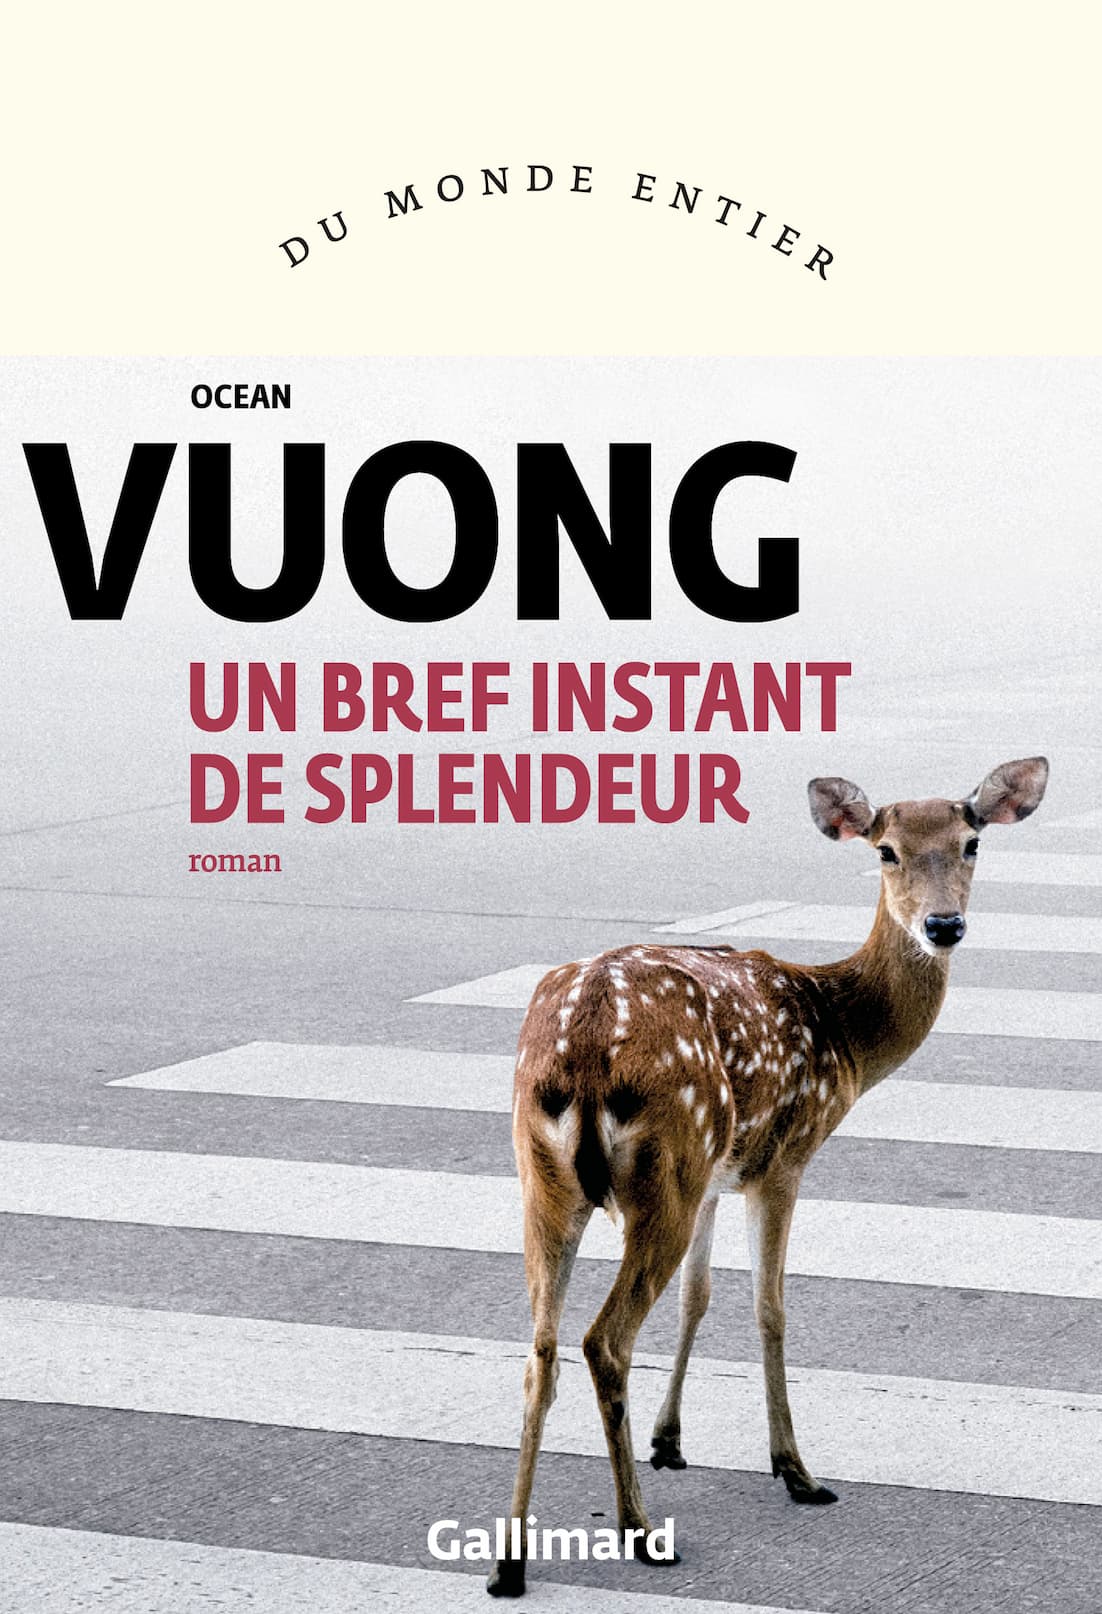 DU MONDE ENTIER
OCEAN
VUONG
UN BREF INSTANT
DE SPLENDEUR
roman
Gallimard